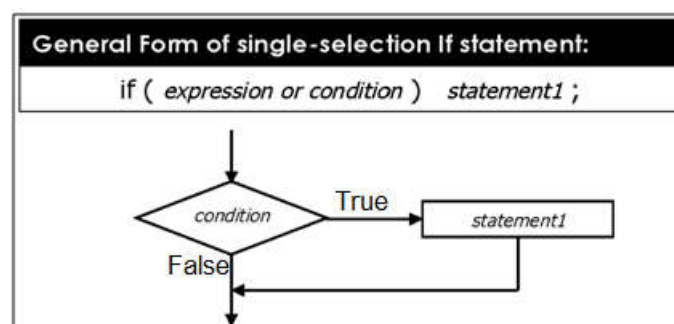 General Form of single-selection If statement:
if ( expression or condition ) statement1 ;
condition
True
statement1
False